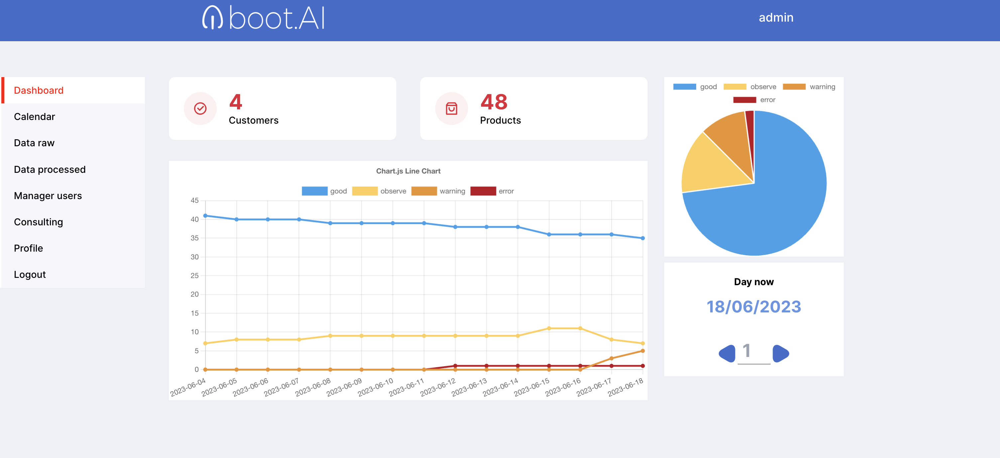 boot.AI
admin
Dashboard
Calendar
Data raw
Data processed
Manager users
Consulting
Profile
Logout
4
Customers
48
Products
Chart.js Line Chart
good observe warning error
45
40
35
30
25
20
15
10
5
0
2023-06-04 2023-06-05 2023-06-06 2023-06-07 2023-06-08 2023-06-09 2023-06-10 2023-06-11 2023-06-12 2023-06-13 2023-06-14 2023-06-15 2023-06-16 2023-06-17 2023-06-18
good observe warning
error
Day now
18/06/2023
1